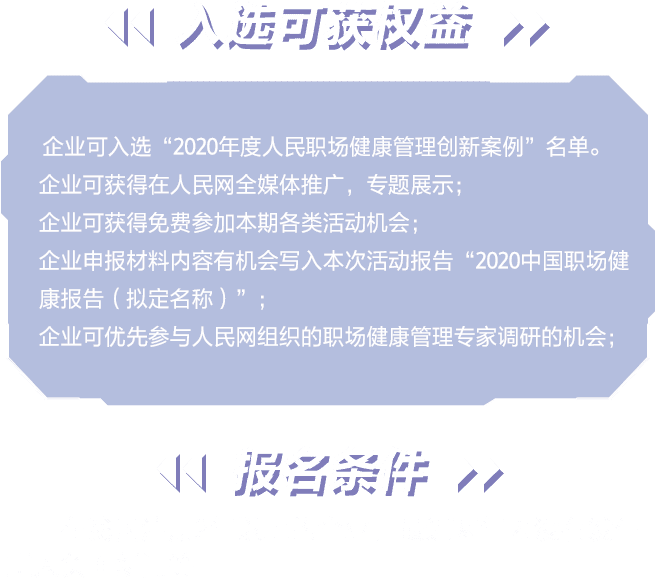 入选可获权益
企业可入选“2020年度人民职场健康管理创新案例”名单。
企业可获得在人民网全媒体推广，专题展示；
企业可获得免费参加本期各类活动机会；
企业申报材料内容有机会写入本次活动报告“2020中国职场健
康报告（拟定名称）”；
企业可优先参与人民网组织的职场健康管理专家调研的机会；
报名条件